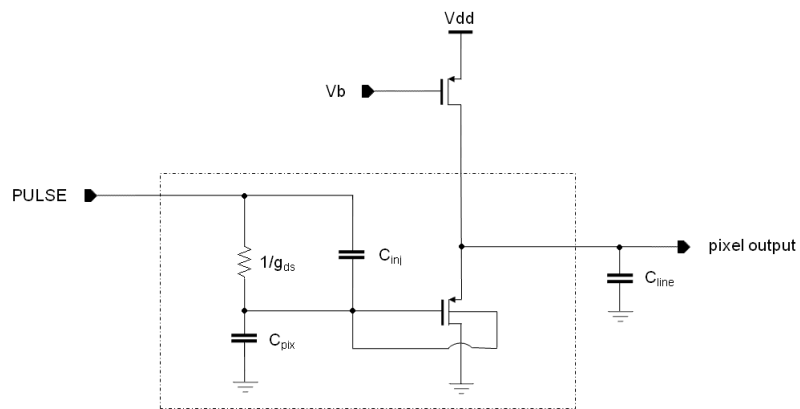 Vdd
Vb
PULSE
1/gds
Cinj
pixel output
Cline
Cpix